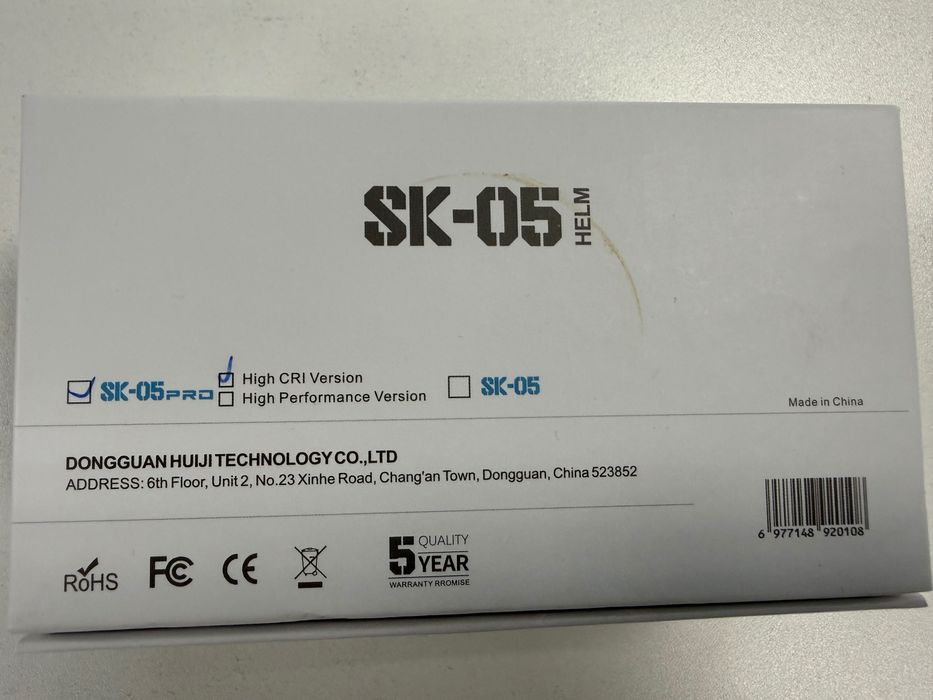 SK-05 HELM
SK-05PRO
High CRI Version
High Performance Version
SK-05
Made in China
DONGGUAN HUIJI TECHNOLOGY CO.,LTD
ADDRESS: 6th Floor, Unit 2, No.23 Xinhe Road, Chang'an Town, Dongguan, China 523852
6 977148 920108
RoHS
FC
CE
5 YEAR
QUALITY
WARRANTY RROMISE